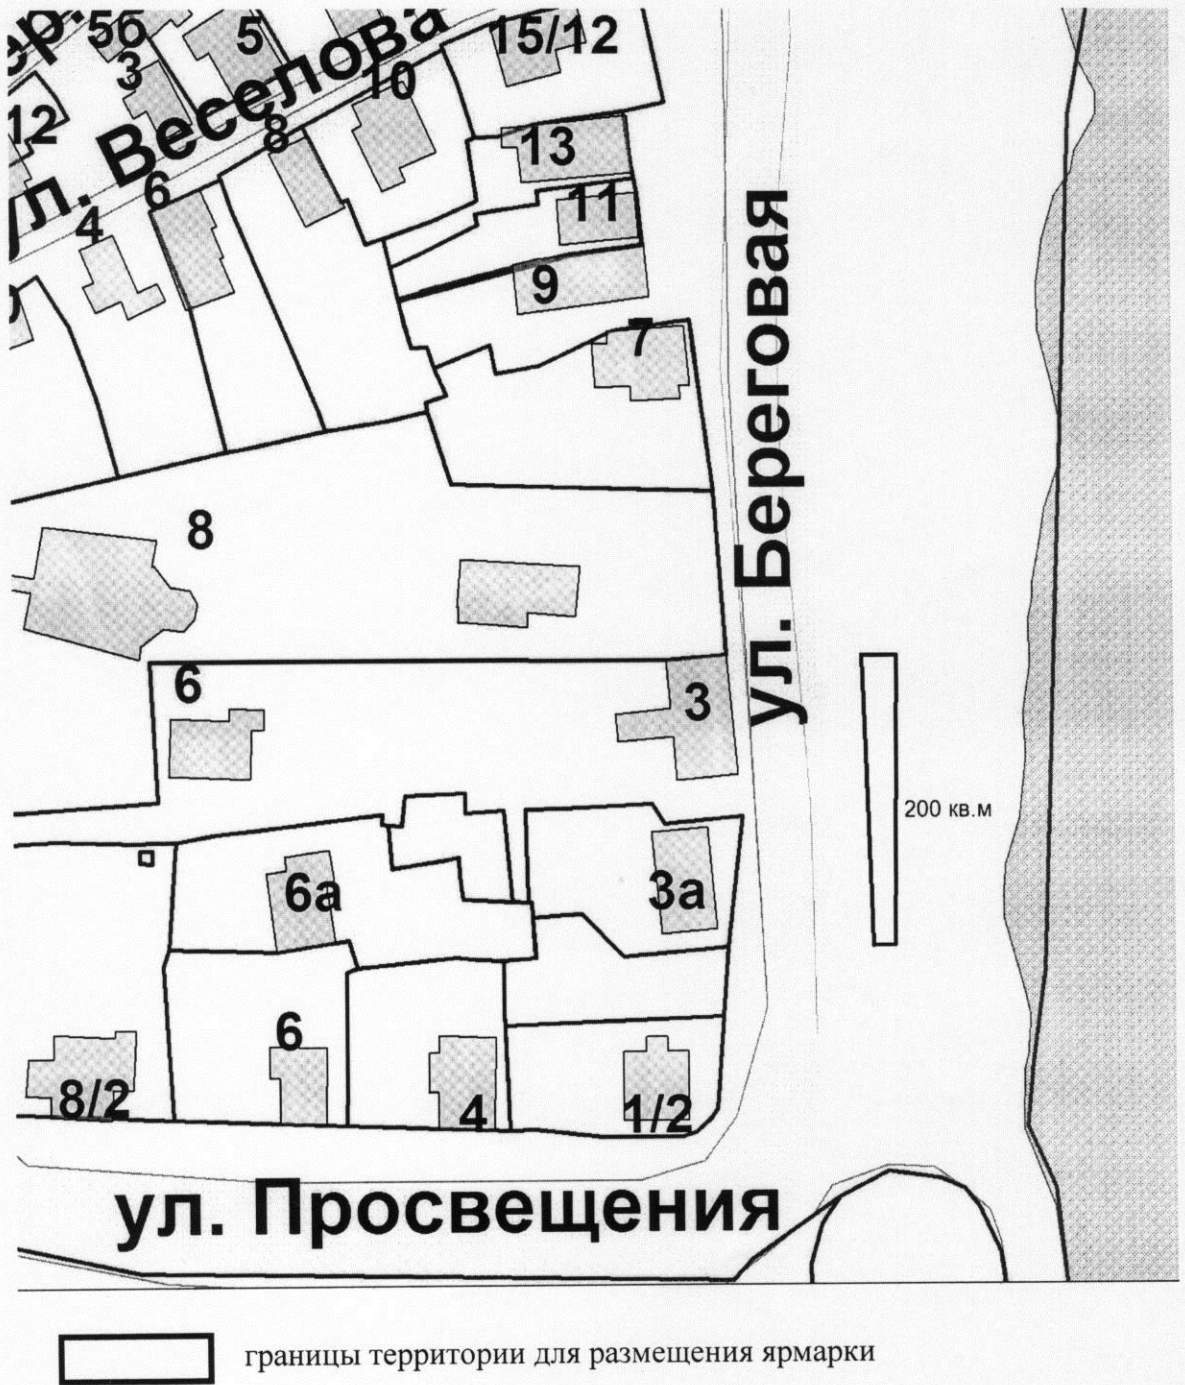 5б
5
15/12
3
10
12
ул. Веселова
8
13
6
11
4
9
7
ул. Береговая
8
6
3
200 кв.м
6а
3а
6
8/2
4
1/2
ул. Просвещения
границы территории для размещения ярмарки